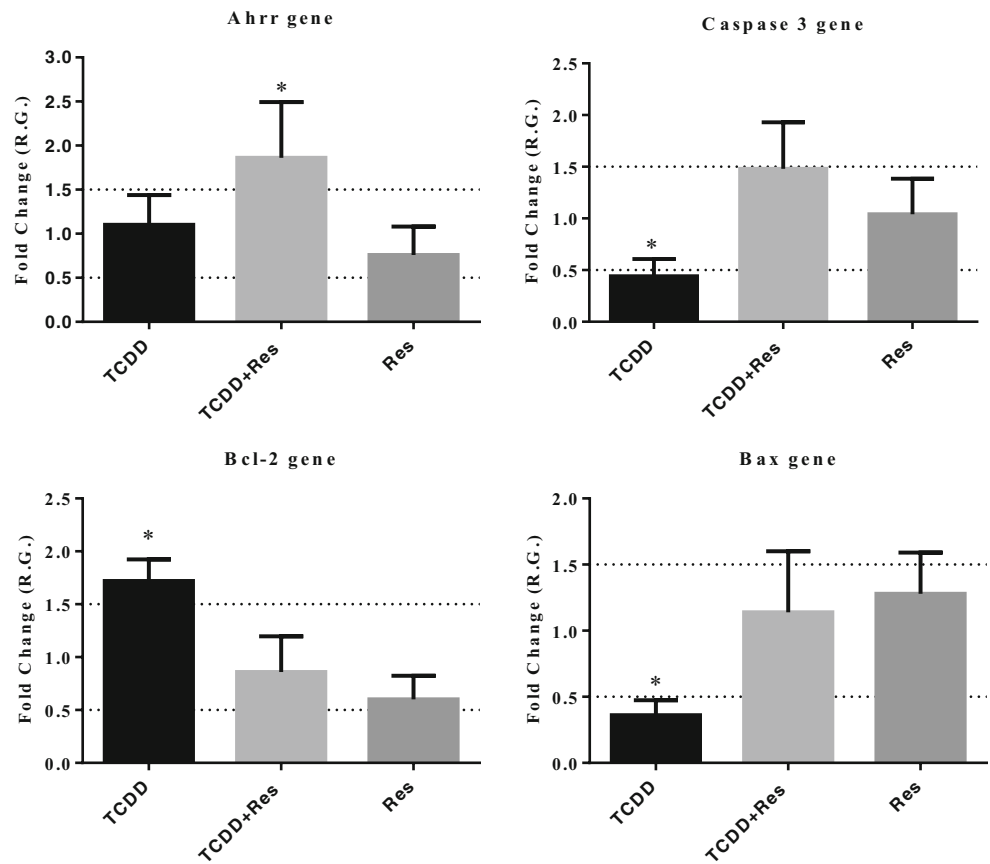 Ahrr gene
Fold Change (R.G.)
3.0
2.5
2.0
1.5
1.0
0.5
0.0
*
TCDD
TCDD+Res
Res
Caspase 3 gene
Fold Change (R.G.)
2.5
2.0
1.5
1.0
0.5
0.0
*
TCDD
TCDD+Res
Res
Bcl-2 gene
Fold Change (R.G.)
2.5
2.0
1.5
1.0
0.5
0.0
*
TCDD
TCDD+Res
Res
Bax gene
Fold Change (R.G.)
2.0
1.5
1.0
0.5
0.0
*
TCDD
TCDD+Res
Res